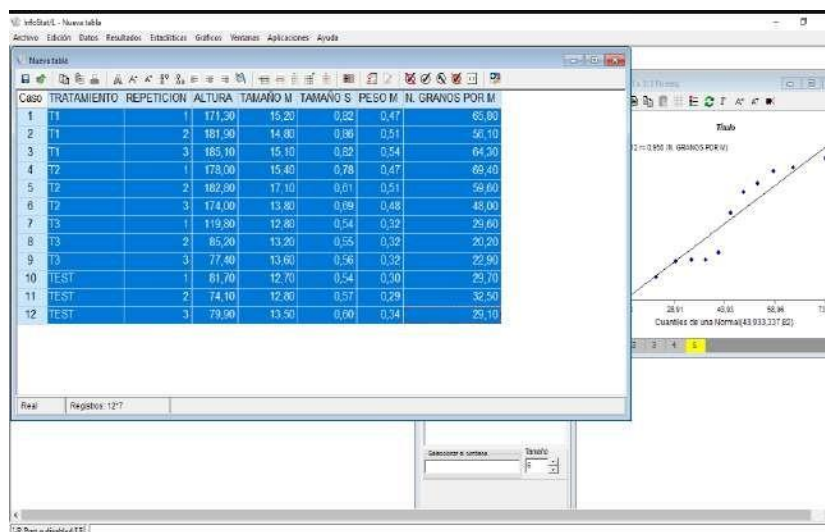 InfoStat/L - Nueva tabla
Archivo Edición Datos Resultados Estadísticas Gráficos Ventanas Aplicaciones Ayuda
Nueva tabla
Caso TRATAMIENTO REPETICION ALTURA TAMAÑO M TAMAÑO S PESO M N. GRANOS POR M
1 T1 1 171,30 15,20 0,82 0,47 65,80
2 T1 2 181,90 14,80 0,86 0,51 56,10
3 T1 3 185,10 15,10 0,82 0,54 64,30
4 T2 1 178,00 15,40 0,78 0,47 69,40
5 T2 2 182,80 17,10 0,61 0,51 59,60
6 T2 3 174,00 13,80 0,69 0,48 48,00
7 T3 1 119,80 12,80 0,54 0,32 29,60
8 T3 2 85,20 13,20 0,55 0,32 20,20
9 T3 3 77,40 13,60 0,56 0,32 22,90
10 TEST 1 81,70 12,70 0,54 0,30 29,70
11 TEST 2 74,10 12,80 0,57 0,29 32,50
12 TEST 3 79,90 13,50 0,60 0,34 29,10
Real Registros: 12*7
Título
GRANOS POR M)
28,91 43,93 58,96
Cuantiles de una Normal(43,933,337,82)
2 3 4 5
Seleccionar el contexto Tamaño